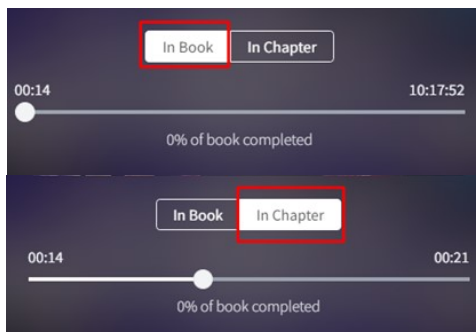 In Book In Chapter
00:14 10:17:52
0% of book completed
In Book In Chapter
00:14 00:21
0% of book completed